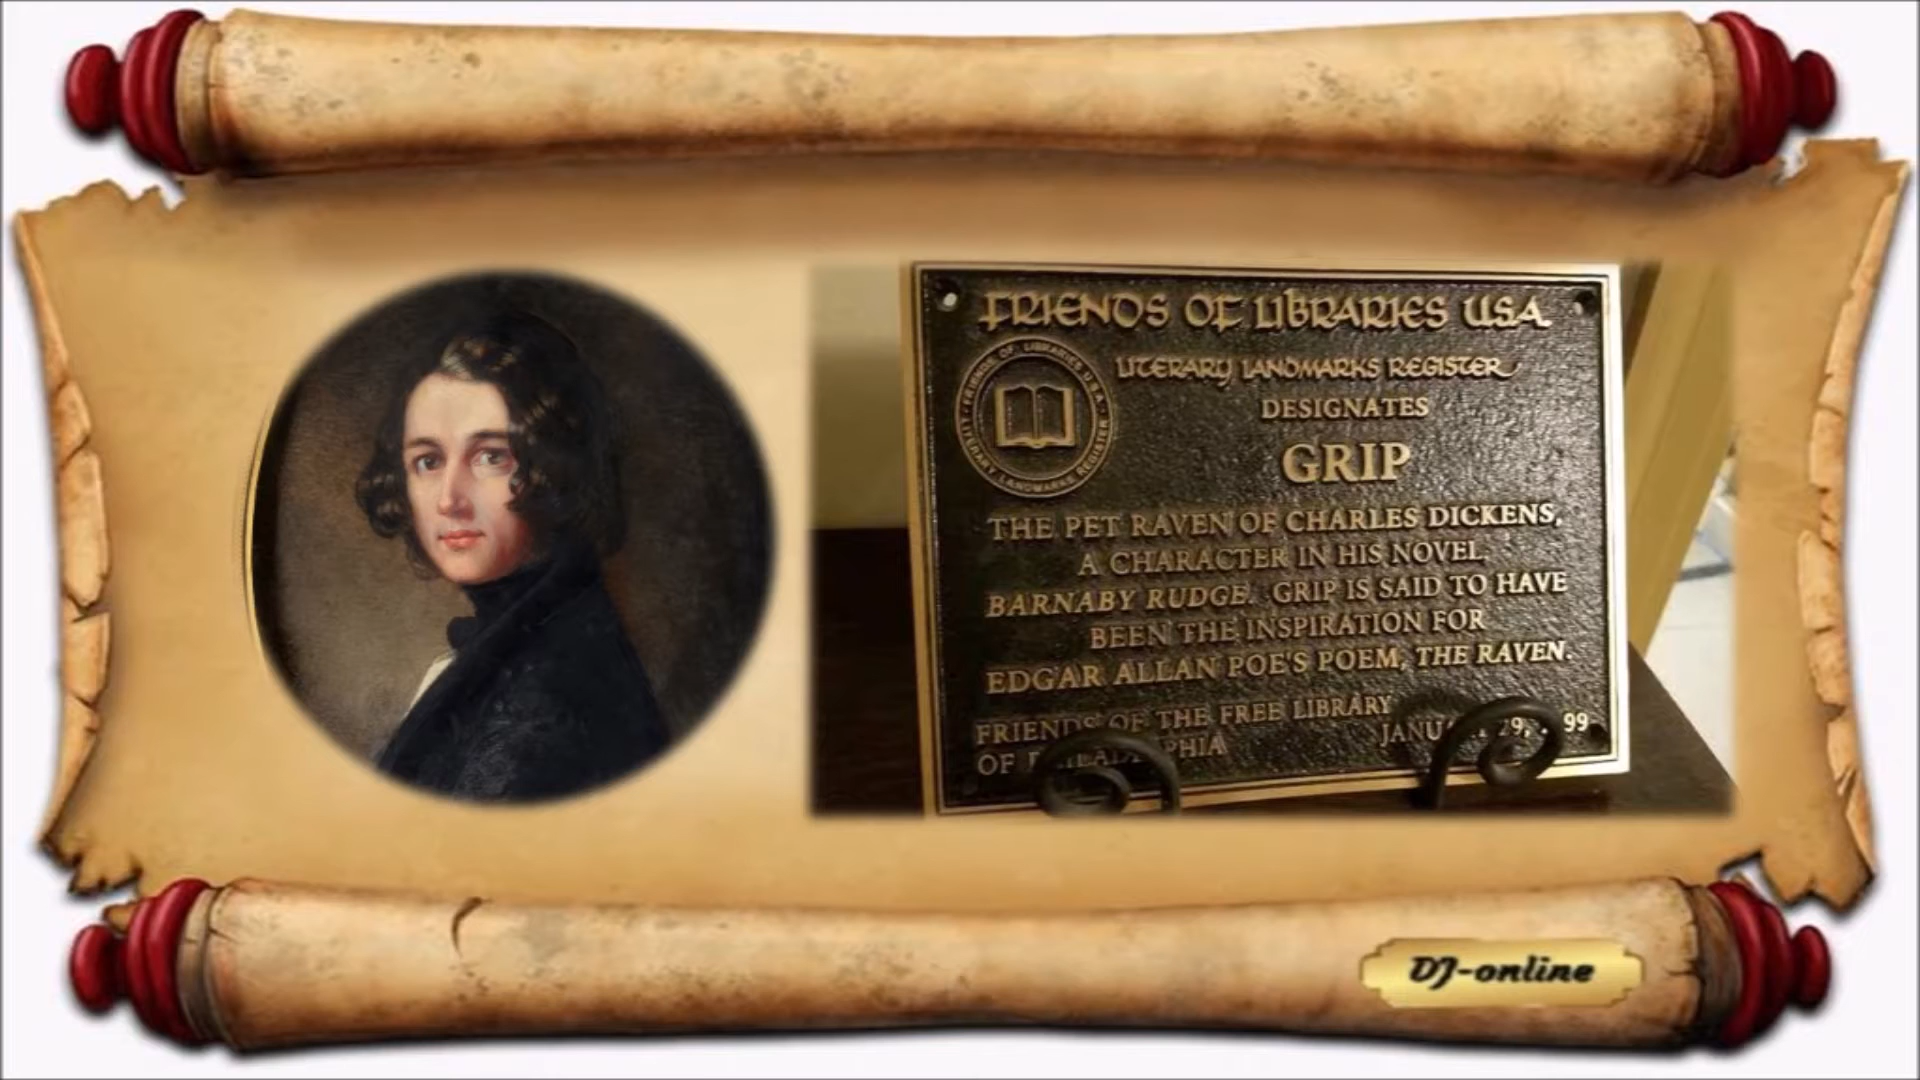 FRIENDS OF LIBRARIES USA
LITERARY LANDMARKS REGISTER
FRIENDS OF LIBRARIES U.S.A.
LITERARY LANDMARKS REGISTER
DESIGNATES
GRIP
THE PET RAVEN OF CHARLES DICKENS,
A CHARACTER IN HIS NOVEL,
BARNABY RUDGE. GRIP IS SAID TO HAVE
BEEN THE INSPIRATION FOR
EDGAR ALLAN POE'S POEM, THE RAVEN.
FRIENDS OF THE FREE LIBRARY
OF
29,
DJ-online